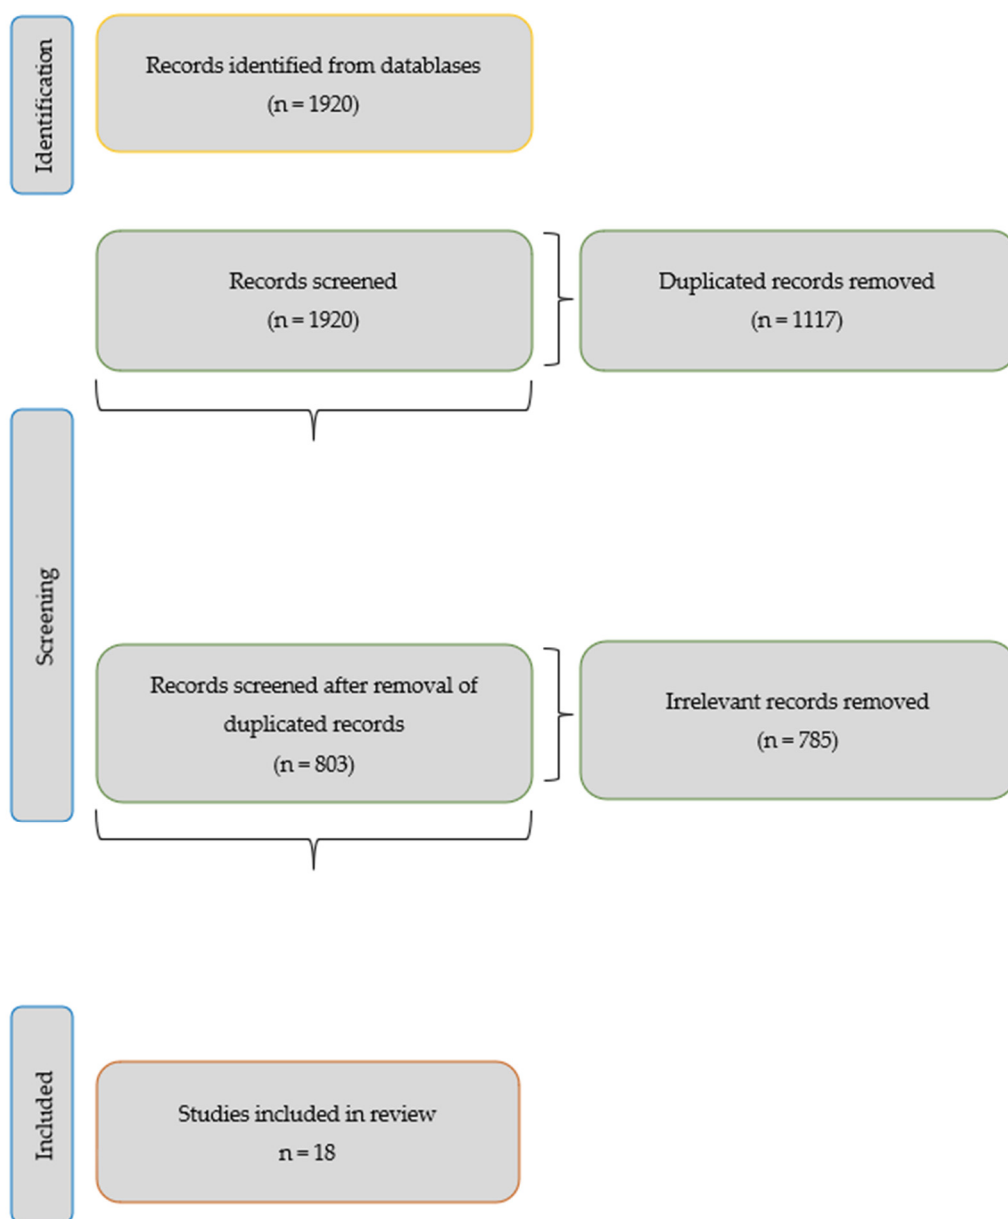 Identification
Records identified from datablases
(n = 1920)
Records screened
(n = 1920)
Duplicated records removed
(n = 1117)
Screening
Records screened after removal of
duplicated records
(n = 803)
Irrelevant records removed
(n = 785)
Included
Studies included in review
n = 18